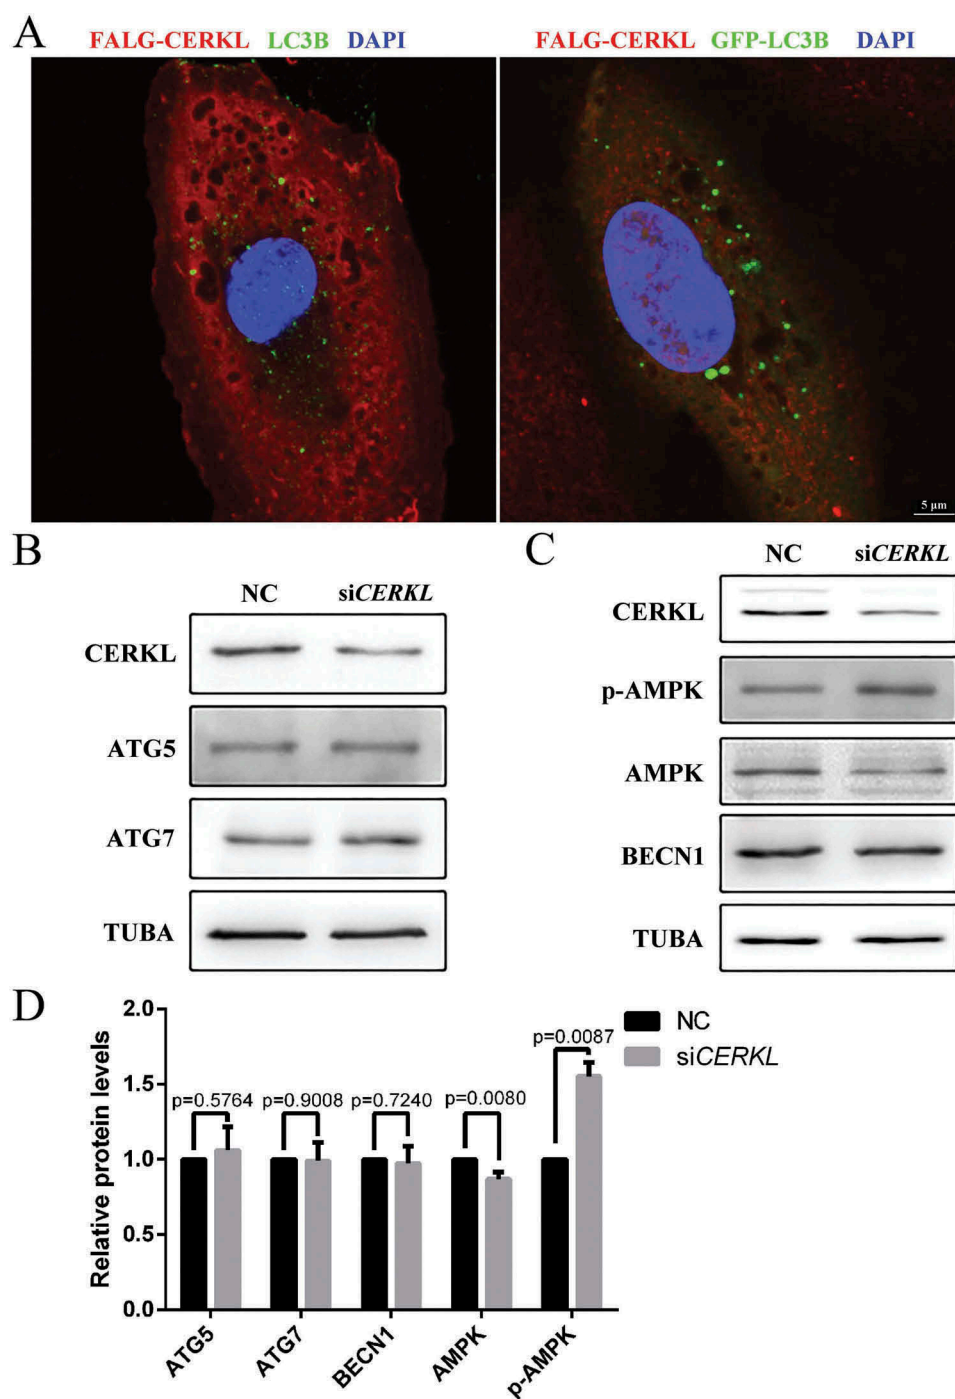 A
FALG-CERKL LC3B DAPI
FALG-CERKL GFP-LC3B DAPI
5 µm
B
NC siCERKL
CERKL
ATG5
ATG7
TUBA
C
NC siCERKL
CERKL
p-AMPK
AMPK
BECN1
TUBA
D
Relative protein levels
2.0
1.5
1.0
0.5
0.0
p=0.5764
p=0.9008
p=0.7240
p=0.0080
p=0.0087
NC
siCERKL
ATG5
ATG7
BECN1
AMPK
p-AMPK